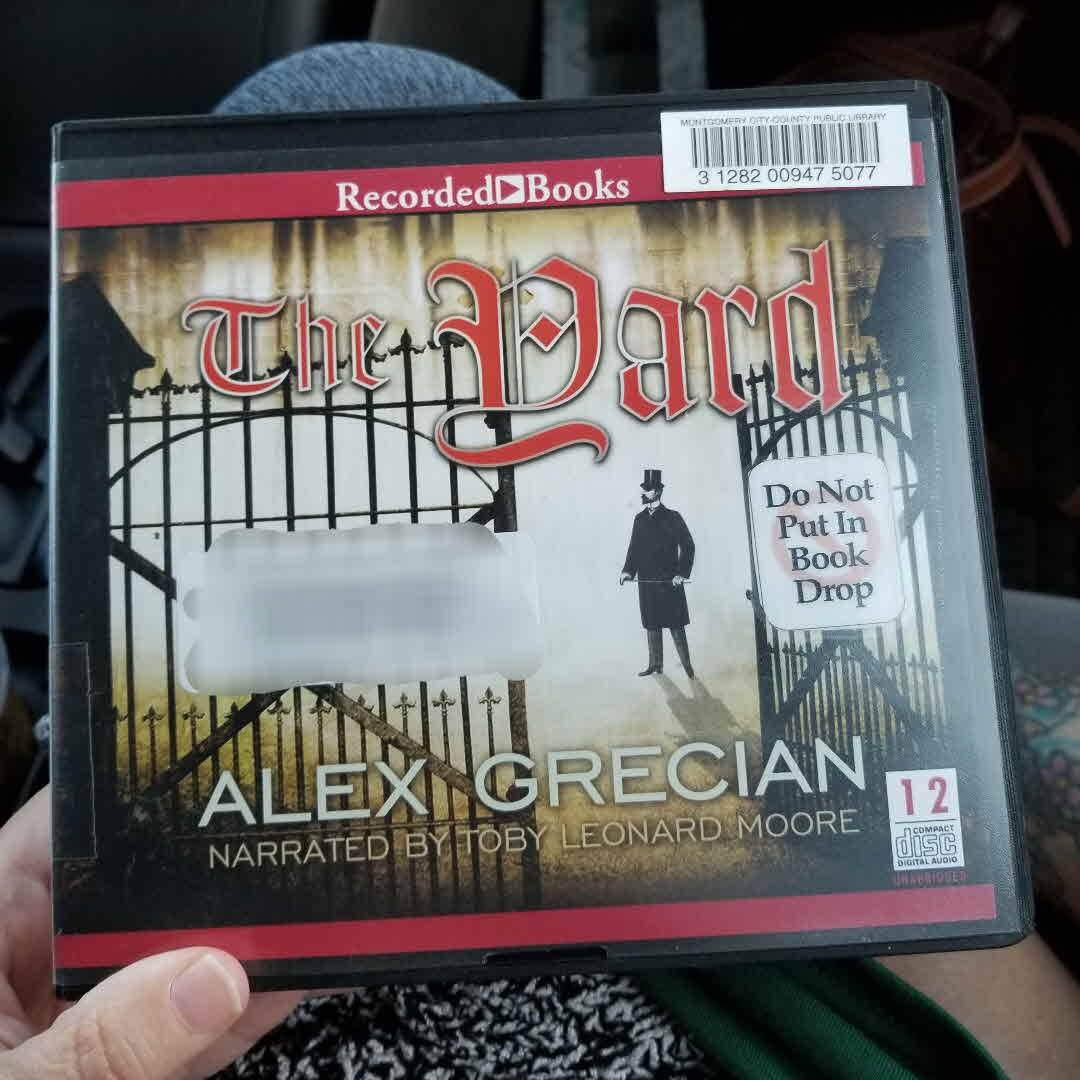 MONTGOMERY CITY-COUNTY PUBLIC LIBRARY
3 1282 00947 5077
Recorded Books
The Yard
Do Not
Put In
Book
Drop
ALEX GRECIAN
NARRATED BY TOBY LEONARD MOORE
12
COMPACT
disc
DIGITAL AUDIO
UNABRIDGED